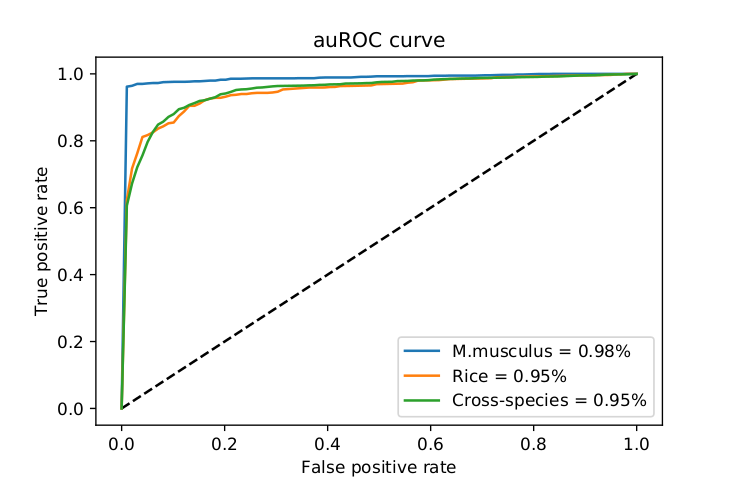 auROC curve
True positive rate
1.0
0.8
0.6
0.4
0.2
0.0
M.musculus = 0.98%
Rice = 0.95%
Cross-species = 0.95%
0.0 0.2 0.4 0.6 0.8 1.0
False positive rate